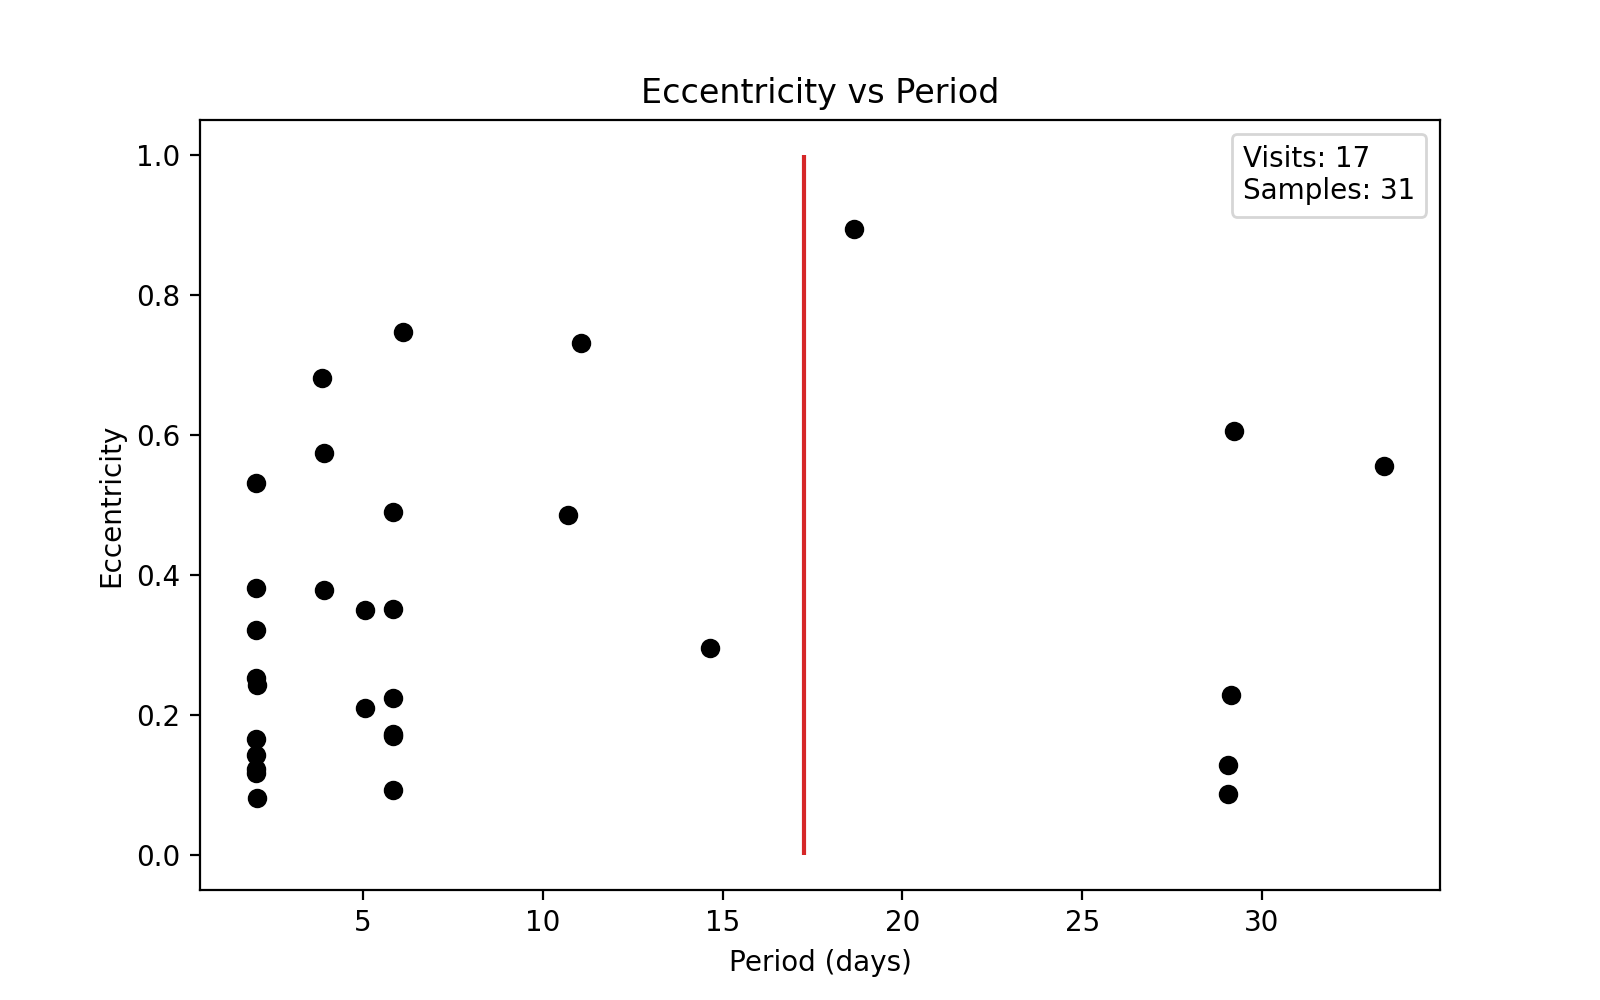 Eccentricity vs Period
Visits: 17
Samples: 31
1.0
0.8
0.6
0.4
0.2
0.0
Eccentricity
5 10 15 20 25 30
Period (days)